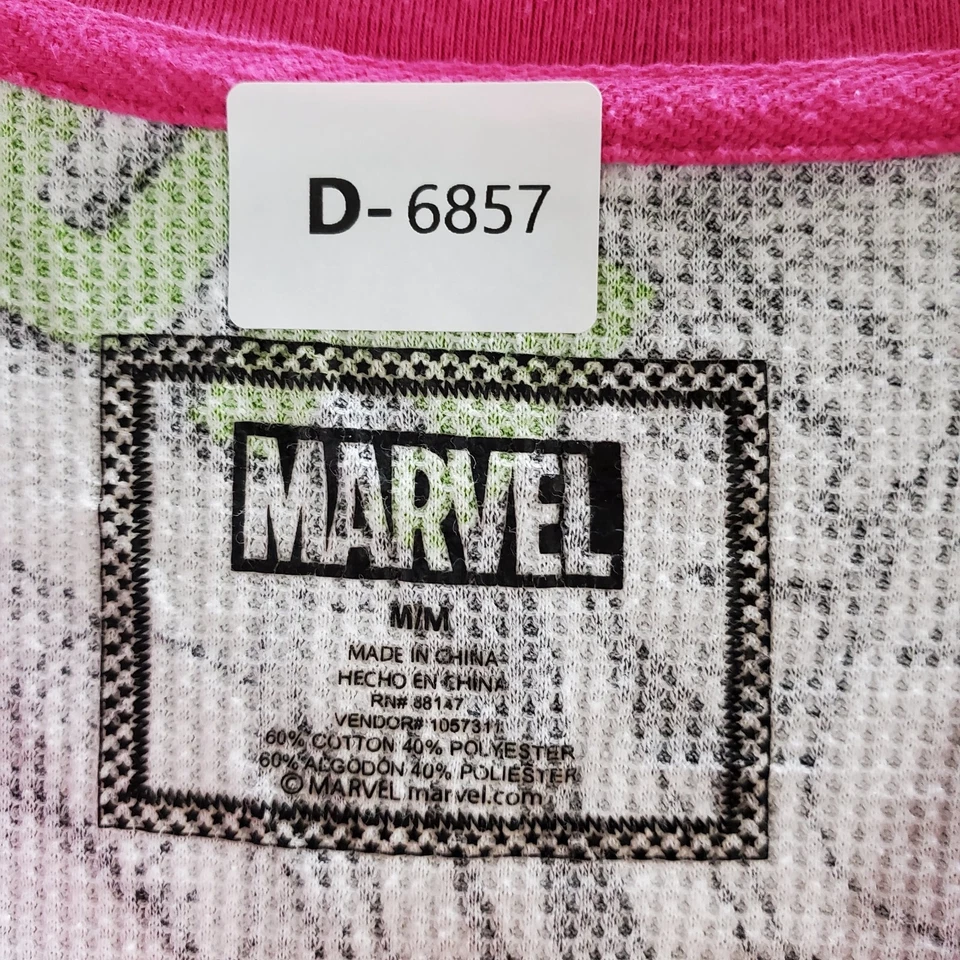 D-6857
MARVEL
M/M
MADE IN CHINA
HECHO EN CHINA
RN# 88147
VENDOR# 1057311
60% COTTON 40% POLYESTER
60% ALGODÓN 40% POLIESTER
© MARVEL marvel.com